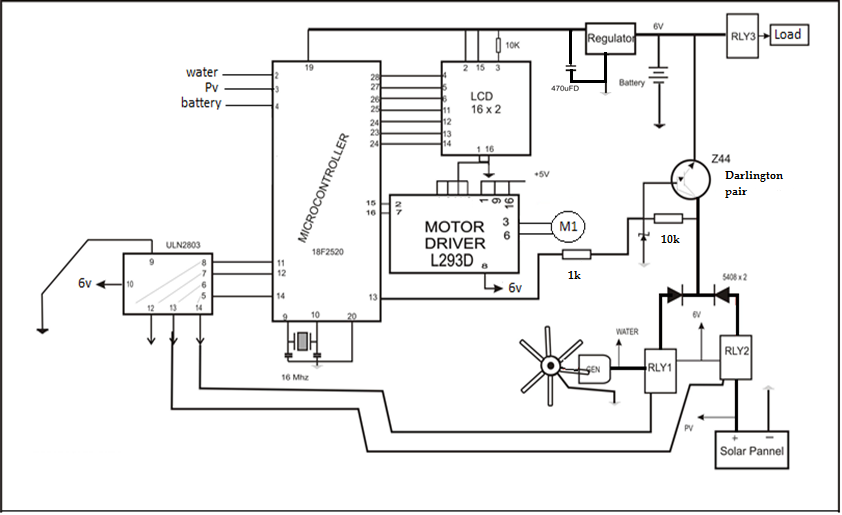 6V
RLY3
Load
Regulator
10K
470uFD
Battery
19
2 15 3
water
Pv
battery
2
3
4
28
27
26
25
24
23
24
4
5
6
11
12
13
14
LCD
16 x 2
1 16
MICROCONTROLLER
18F2520
+5V
Z44
Darlington
pair
15
16
2
7
1
9
16
MOTOR
DRIVER
L293D
3
6
M1
8
6v
10k
1k
ULN2803
9
6v
10
8
7
6
5
12 13 14
11
12
14
13
9 10 20
16 Mhz
5408 x 2
6V
WATER
GEN
RLY1
RLY2
PV
+ −
Solar Pannel